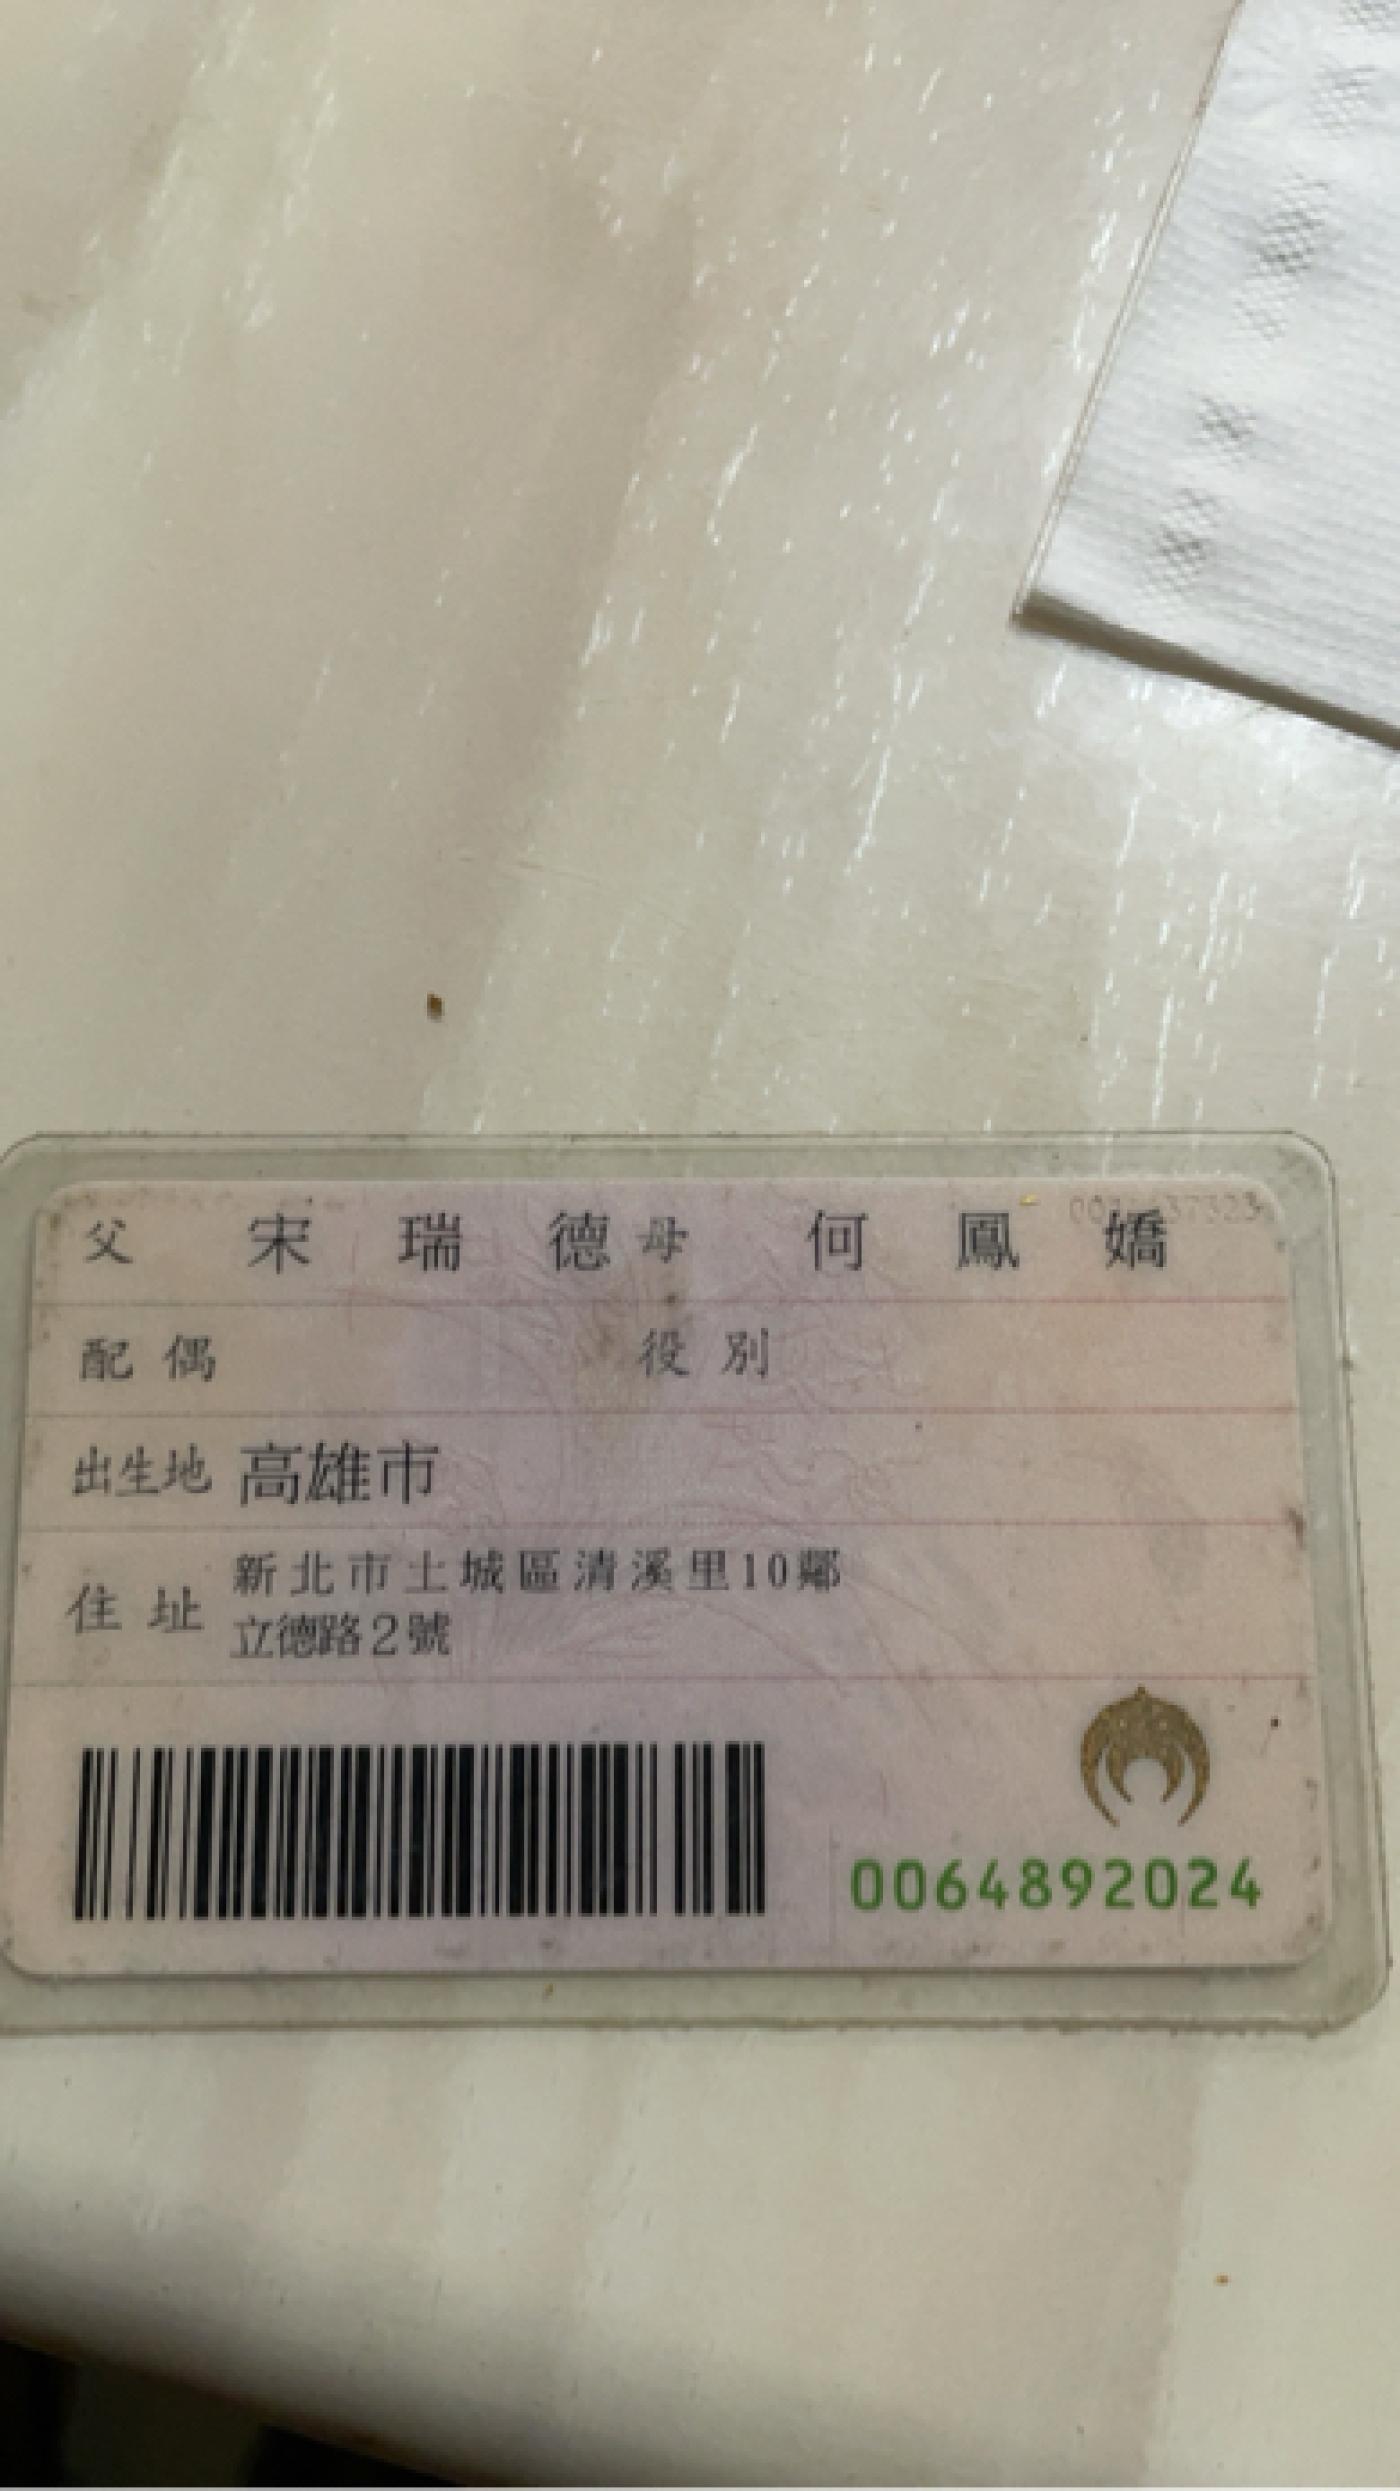 父 宋瑞德 母 何鳳嬌
配偶 役別
出生地 高雄市
住址 新北市土城區清溪里10鄰
立德路2號
0064892024